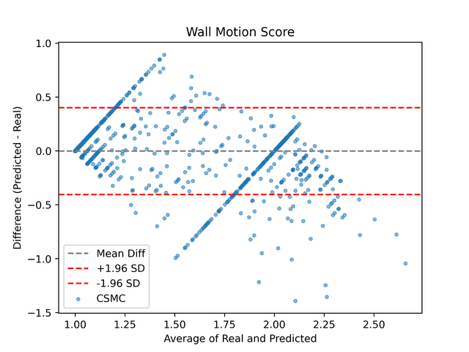 Wall Motion Score
1.0
0.5
0.0
−0.5
−1.0
−1.5
Difference (Predicted - Real)
Mean Diff
+1.96 SD
-1.96 SD
CSMC
1.00 1.25 1.50 1.75 2.00 2.25 2.50
Average of Real and Predicted